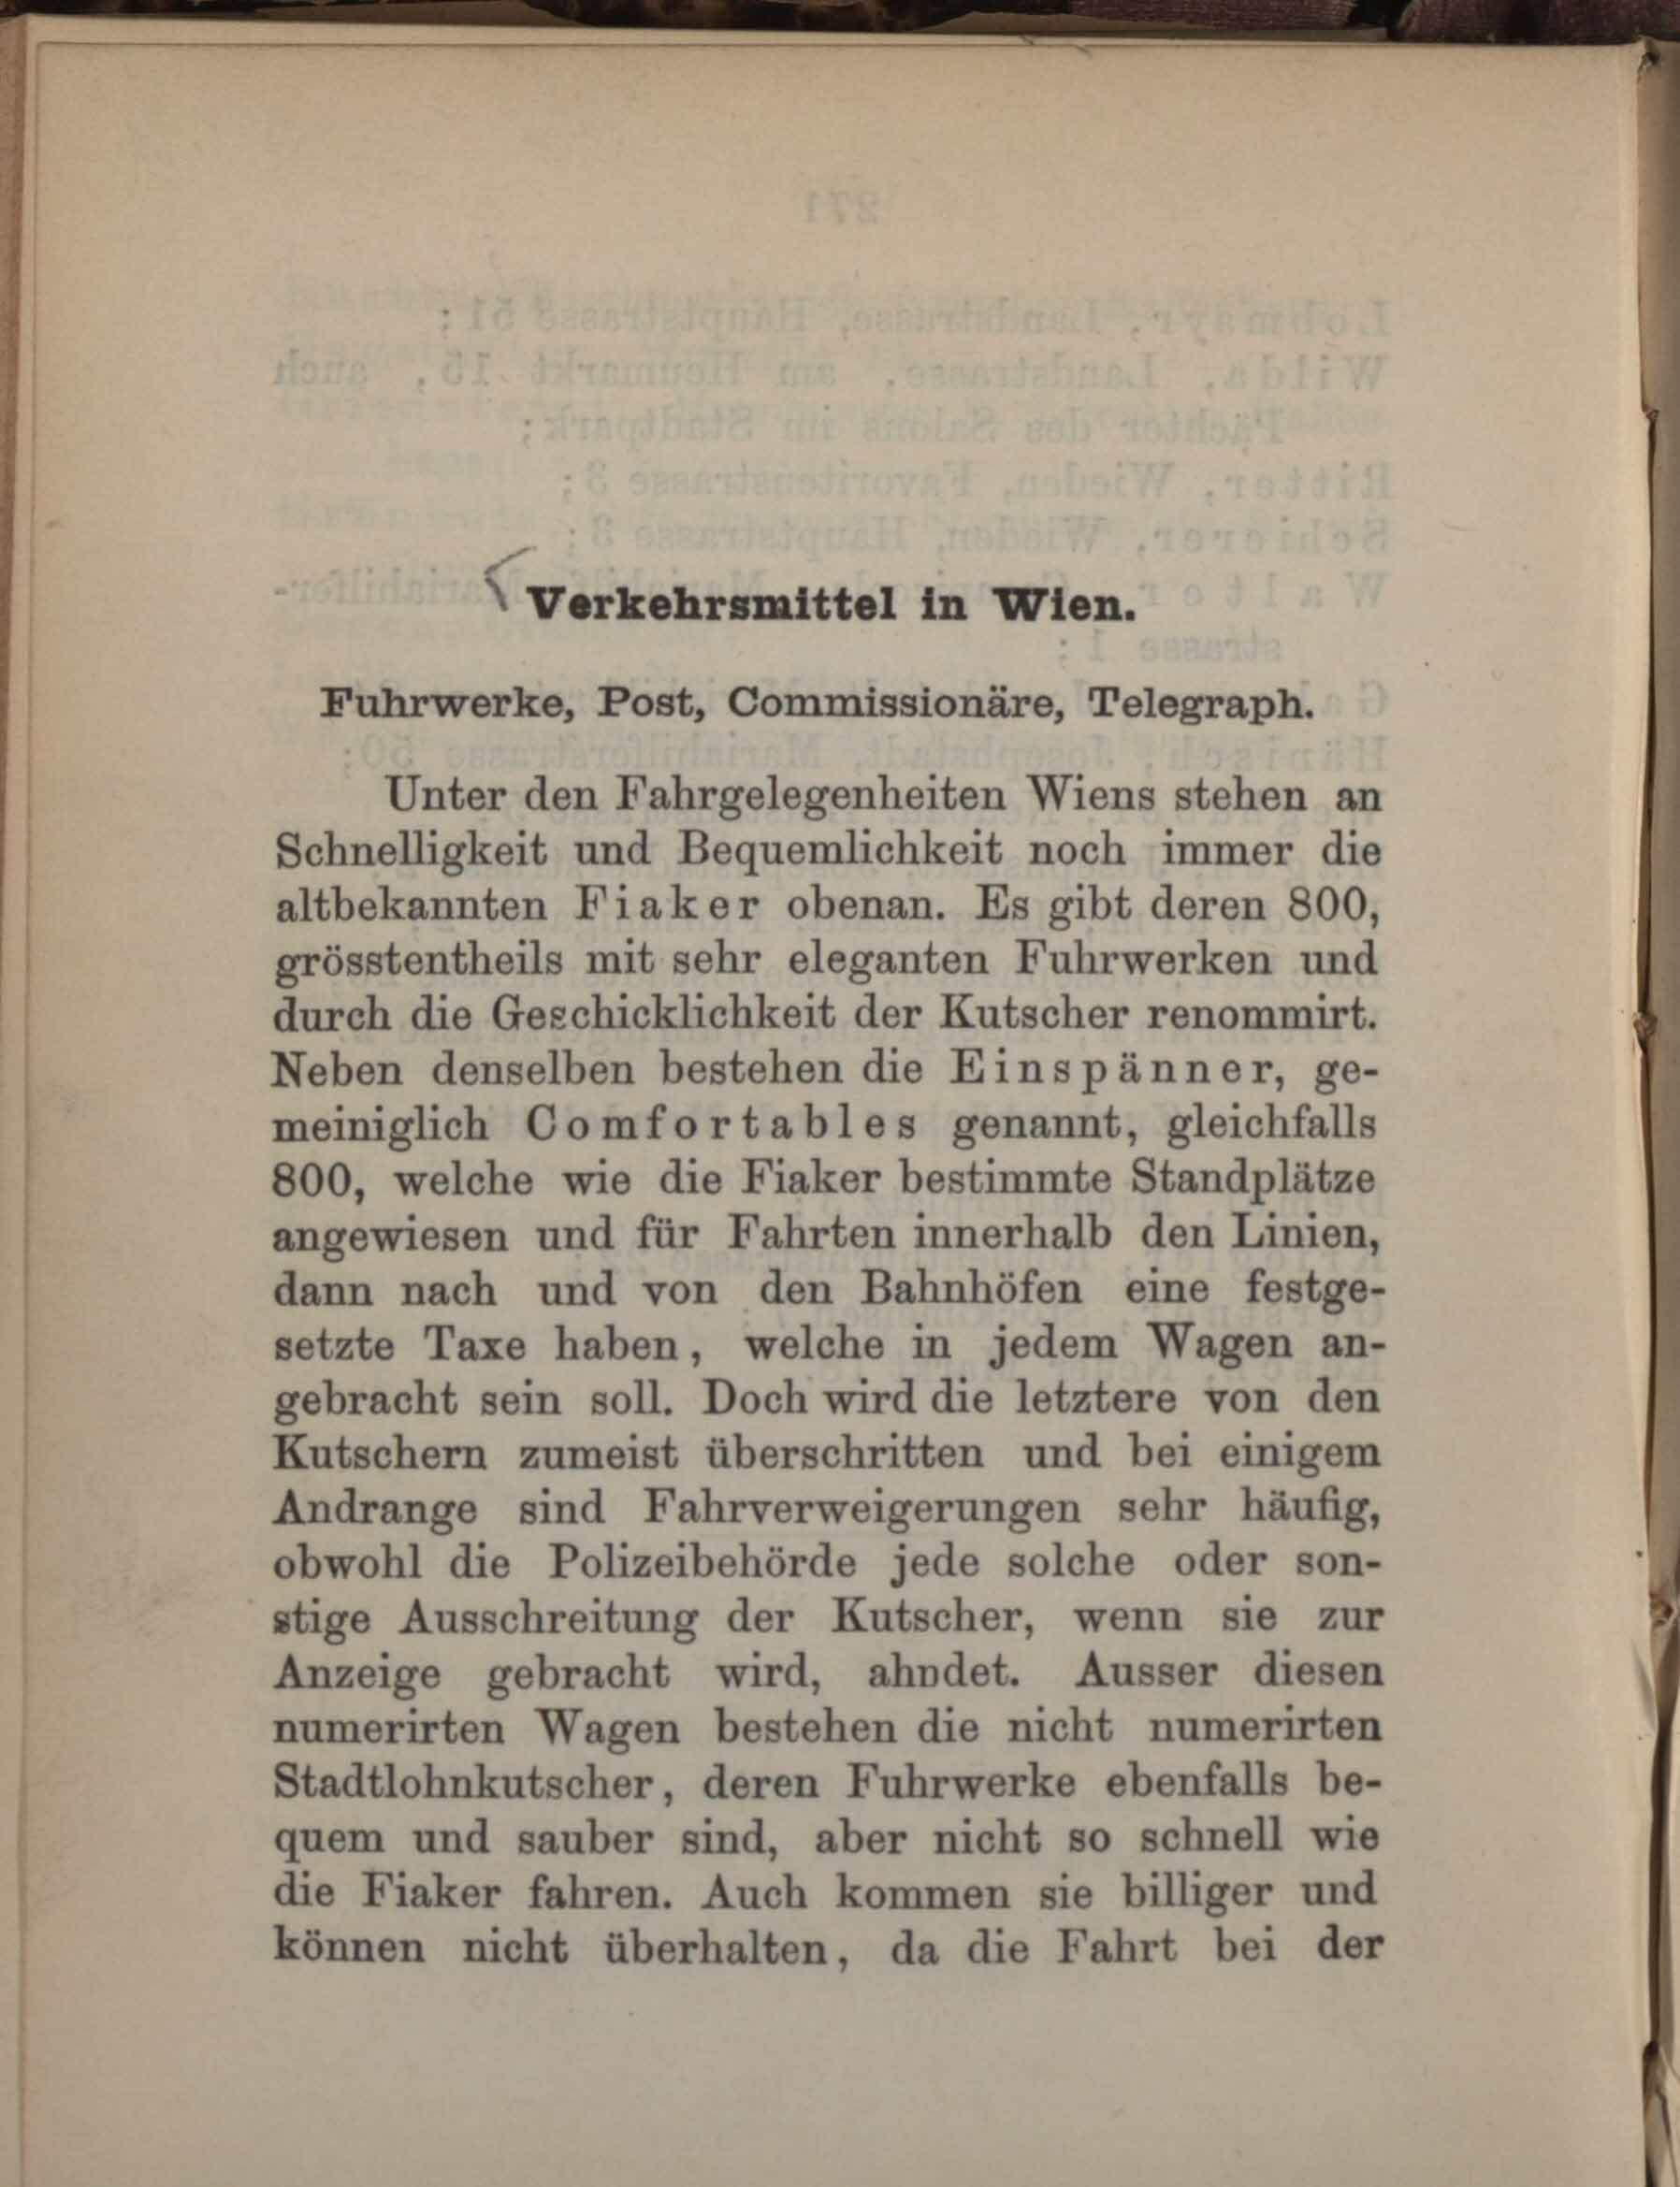 Verkehrsmittel in Wien.
Fuhrwerke, Post, Commissionäre, Telegraph.
Unter den Fahrgelegenheiten Wiens stehen an
Schnelligkeit und Bequemlichkeit noch immer die
altbekannten Fiaker obenan. Es gibt deren 800,
grösstentheils mit sehr eleganten Fuhrwerken und
durch die Geschicklichkeit der Kutscher renommirt.
Neben denselben bestehen die Einspänner, ge-
meiniglich Comfortables genannt, gleichfalls
800, welche wie die Fiaker bestimmte Standplätze
angewiesen und für Fahrten innerhalb den Linien,
dann nach und von den Bahnhöfen eine festge-
setzte Taxe haben, welche in jedem Wagen an-
gebracht sein soll. Doch wird die letztere von den
Kutschern zumeist überschritten und bei einigem
Andrange sind Fahrverweigerungen sehr häufig,
obwohl die Polizeibehörde jede solche oder son-
stige Ausschreitung der Kutscher, wenn sie zur
Anzeige gebracht wird, ahndet. Ausser diesen
numerirten Wagen bestehen die nicht numerirten
Stadtlohnkutscher, deren Fuhrwerke ebenfalls be-
quem und sauber sind, aber nicht so schnell wie
die Fiaker fahren. Auch kommen sie billiger und
können nicht überhalten, da die Fahrt bei der